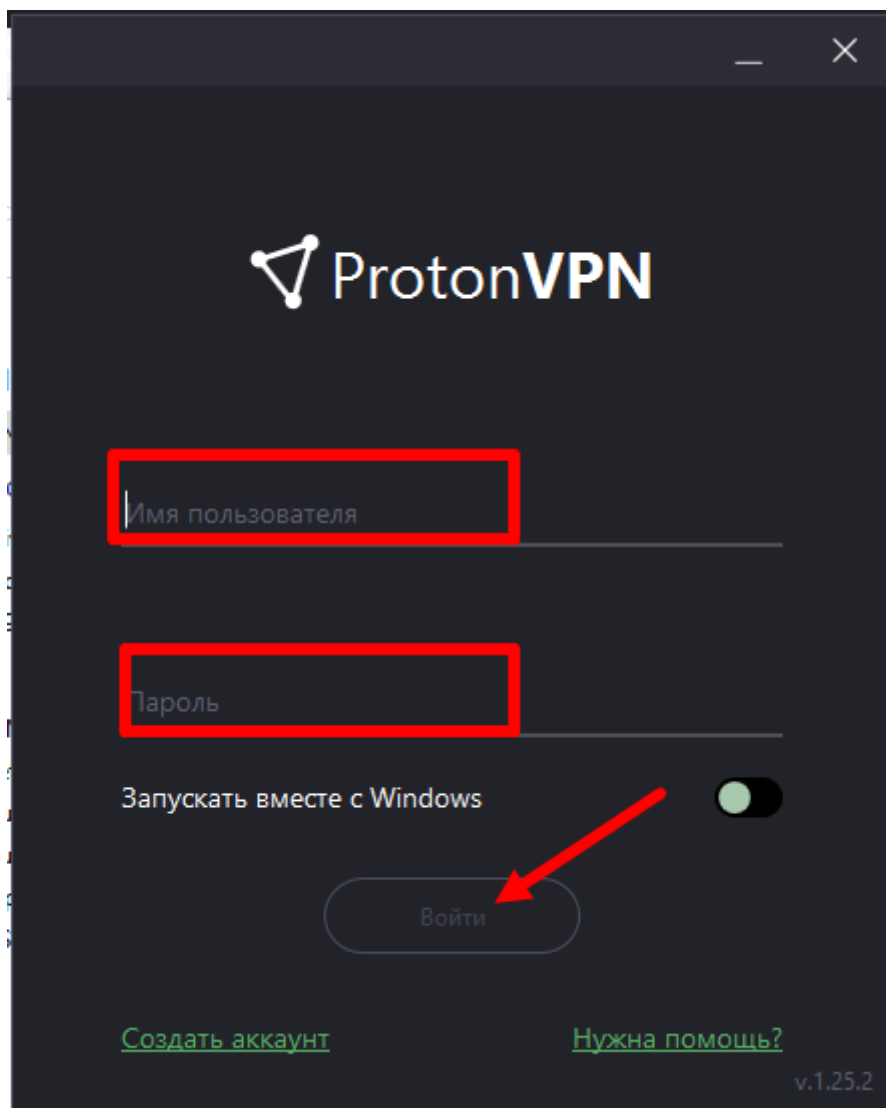 ProtonVPN
Имя пользователя
Пароль
Запускать вместе с Windows
Войти
Создать аккаунт
Нужна помощь?
v.1.25.2